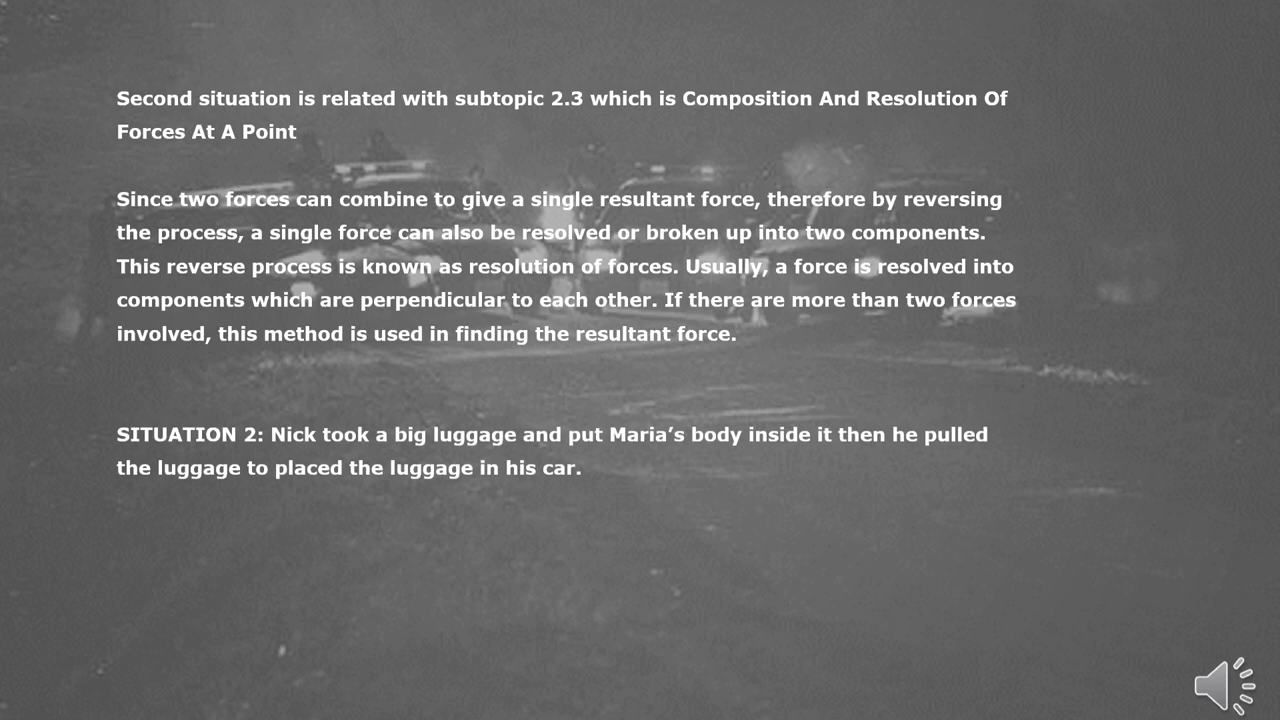 Second situation is related with subtopic 2.3 which is Composition And Resolution Of
Forces At A Point
Since two forces can combine to give a single resultant force, therefore by reversing
the process, a single force can also be resolved or broken up into two components.
This reverse process is known as resolution of forces. Usually, a force is resolved into
components which are perpendicular to each other. If there are more than two forces
involved, this method is used in finding the resultant force.
SITUATION 2: Nick took a big luggage and put Maria’s body inside it then he pulled
the luggage to placed the luggage in his car.